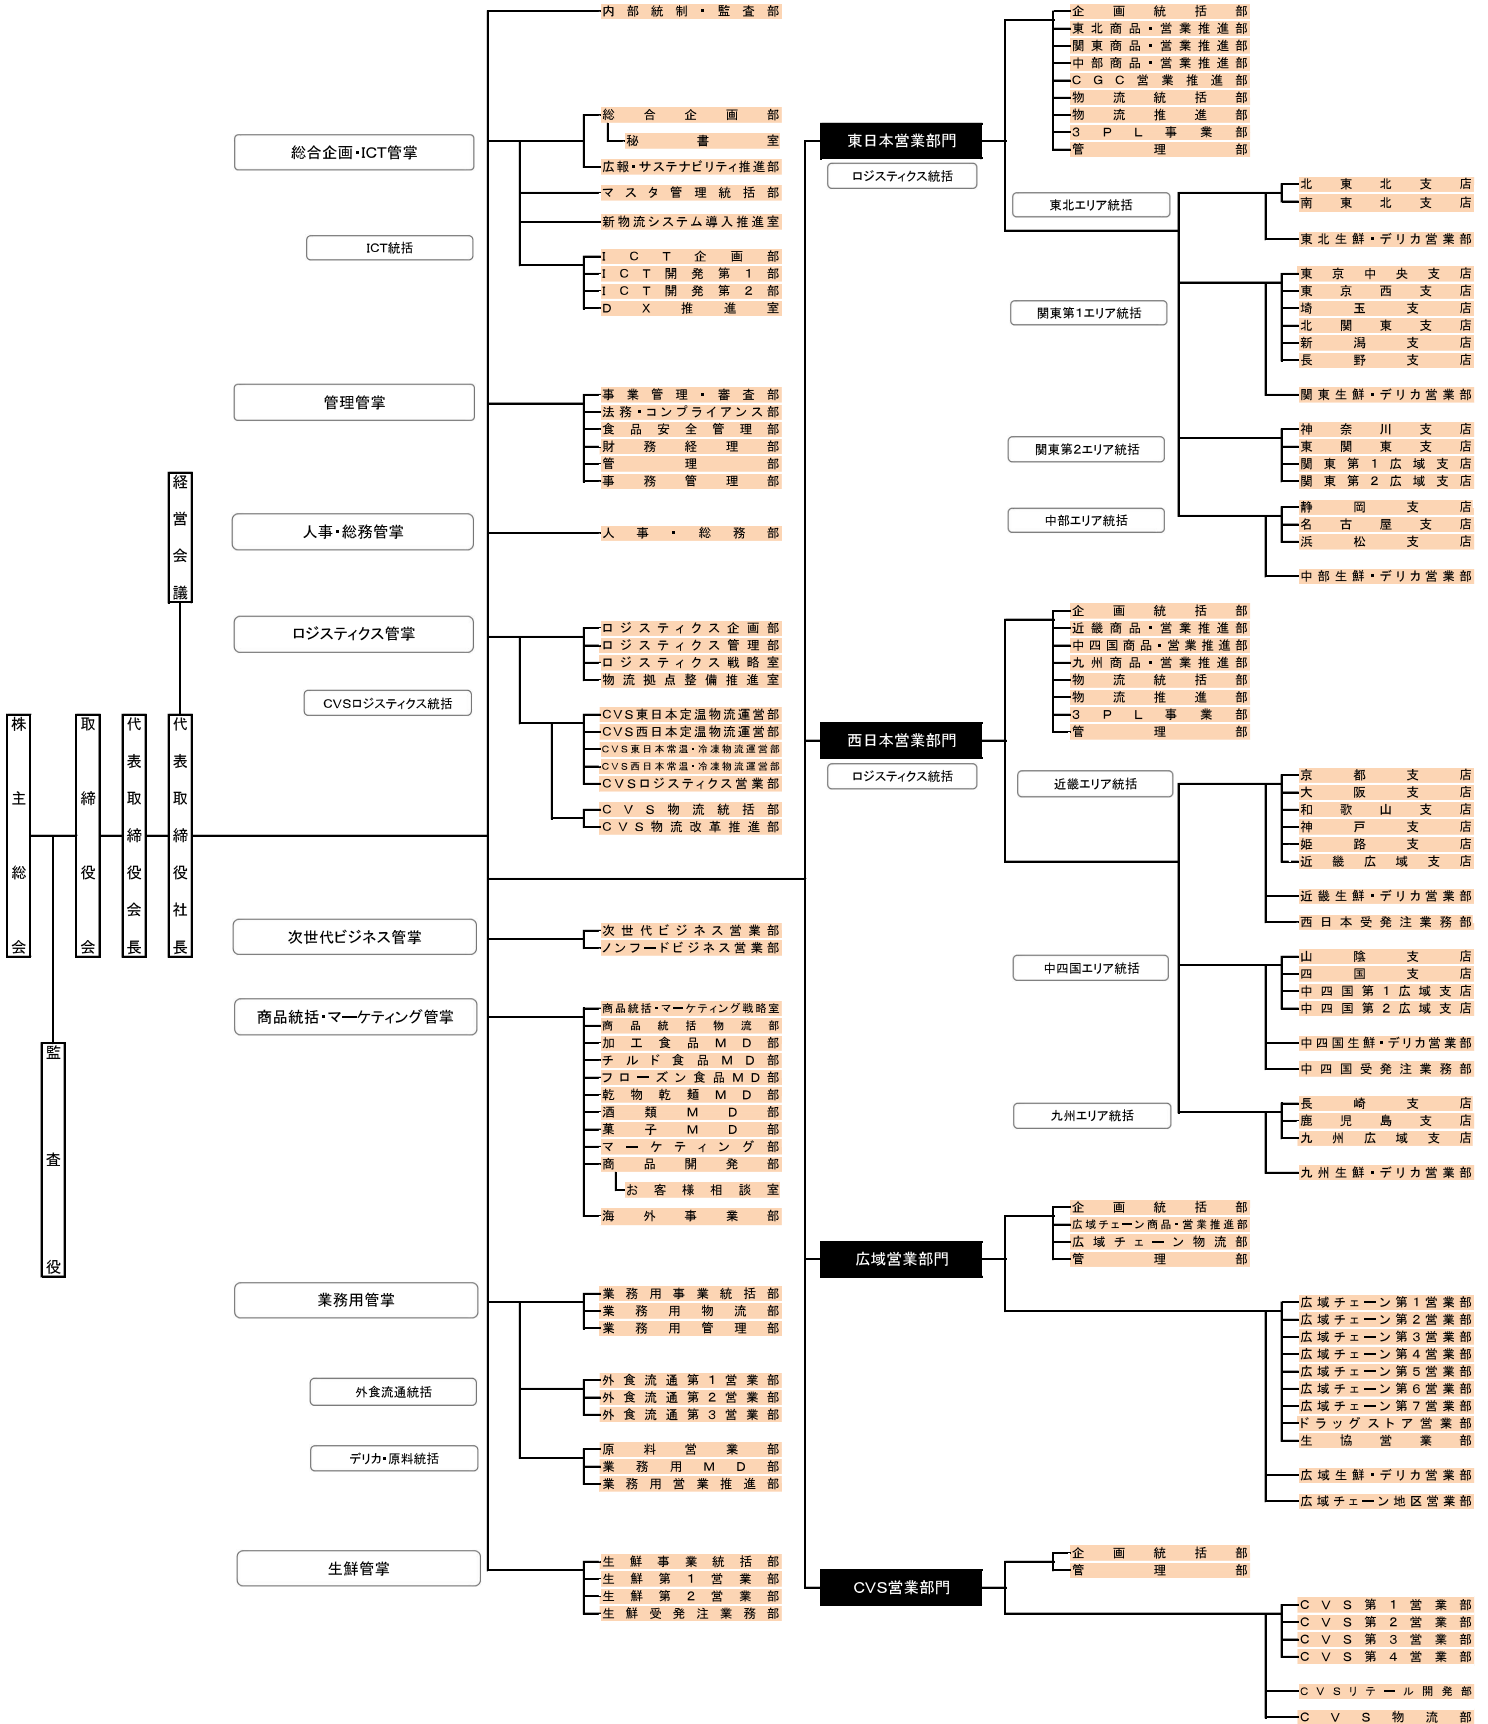 株主総会
監査役
取締役会
代表取締役会長
代表取締役社長
経営会議
内部統制・監査部
総合企画・ICT管掌
総合企画部
秘書室
広報・サステナビリティ推進部
マスタ管理統括部
新物流システム導入推進室
ICT統括
ICT企画部
ICT開発第1部
ICT開発第2部
DX推進室
管理管掌
事業管理・審査部
法務・コンプライアンス部
食品安全管理部
財務経理部
管理部
事務管理部
人事・総務管掌
人事・総務部
ロジスティクス管掌
ロジスティクス企画部
ロジスティクス管理部
ロジスティクス戦略室
物流拠点整備推進室
CVSロジスティクス統括
CVS東日本定温物流運営部
CVS西日本定温物流運営部
CVS東日本常温・冷凍物流運営部
CVS西日本常温・冷凍物流運営部
CVSロジスティクス営業部
CVS物流統括部
CVS物流改革推進部
次世代ビジネス管掌
次世代ビジネス営業部
ノンフードビジネス営業部
商品統括・マーケティング管掌
商品統括・マーケティング戦略室
商品統括物流部
加工食品MD部
チルド食品MD部
フローズン食品MD部
乾物乾麺MD部
酒類MD部
菓子MD部
マーケティング部
商品開発部
お客様相談室
海外事業部
業務用管掌
業務用事業統括部
業務用物流部
業務用管理部
外食流通統括
外食流通第1営業部
外食流通第2営業部
外食流通第3営業部
デリカ・原料統括
原料営業部
業務用MD部
業務用営業推進部
生鮮管掌
生鮮事業統括部
生鮮第1営業部
生鮮第2営業部
生鮮受発注業務部
東日本営業部門
ロジスティクス統括
企画統括部
東北商品・営業推進部
関東商品・営業推進部
中部商品・営業推進部
CGC営業推進部
物流統括部
物流推進部
3PL事業部
管理部
東北エリア統括
北東北支店
南東北支店
東北生鮮・デリカ営業部
関東第1エリア統括
東京中央支店
東京西支店
埼玉支店
北関東支店
新潟支店
長野支店
関東生鮮・デリカ営業部
関東第2エリア統括
神奈川支店
東関東支店
関東第1広域支店
関東第2広域支店
中部エリア統括
静岡支店
名古屋支店
浜松支店
中部生鮮・デリカ営業部
西日本営業部門
ロジスティクス統括
企画統括部
近畿商品・営業推進部
中四国商品・営業推進部
九州商品・営業推進部
物流統括部
物流推進部
3PL事業部
管理部
近畿エリア統括
京都支店
大阪支店
和歌山支店
神戸支店
姫路支店
近畿広域支店
近畿生鮮・デリカ営業部
西日本受発注業務部
中四国エリア統括
山陰支店
四国支店
中四国第1広域支店
中四国第2広域支店
中四国生鮮・デリカ営業部
中四国受発注業務部
九州エリア統括
長崎支店
鹿児島支店
九州広域支店
九州生鮮・デリカ営業部
広域営業部門
企画統括部
広域チェーン商品・営業推進部
広域チェーン物流部
管理部
広域チェーン第1営業部
広域チェーン第2営業部
広域チェーン第3営業部
広域チェーン第4営業部
広域チェーン第5営業部
広域チェーン第6営業部
広域チェーン第7営業部
ドラッグストア営業部
生協営業部
広域生鮮・デリカ営業部
広域チェーン地区営業部
CVS営業部門
企画統括部
管理部
CVS第1営業部
CVS第2営業部
CVS第3営業部
CVS第4営業部
CVSリテール開発部
CVS物流部